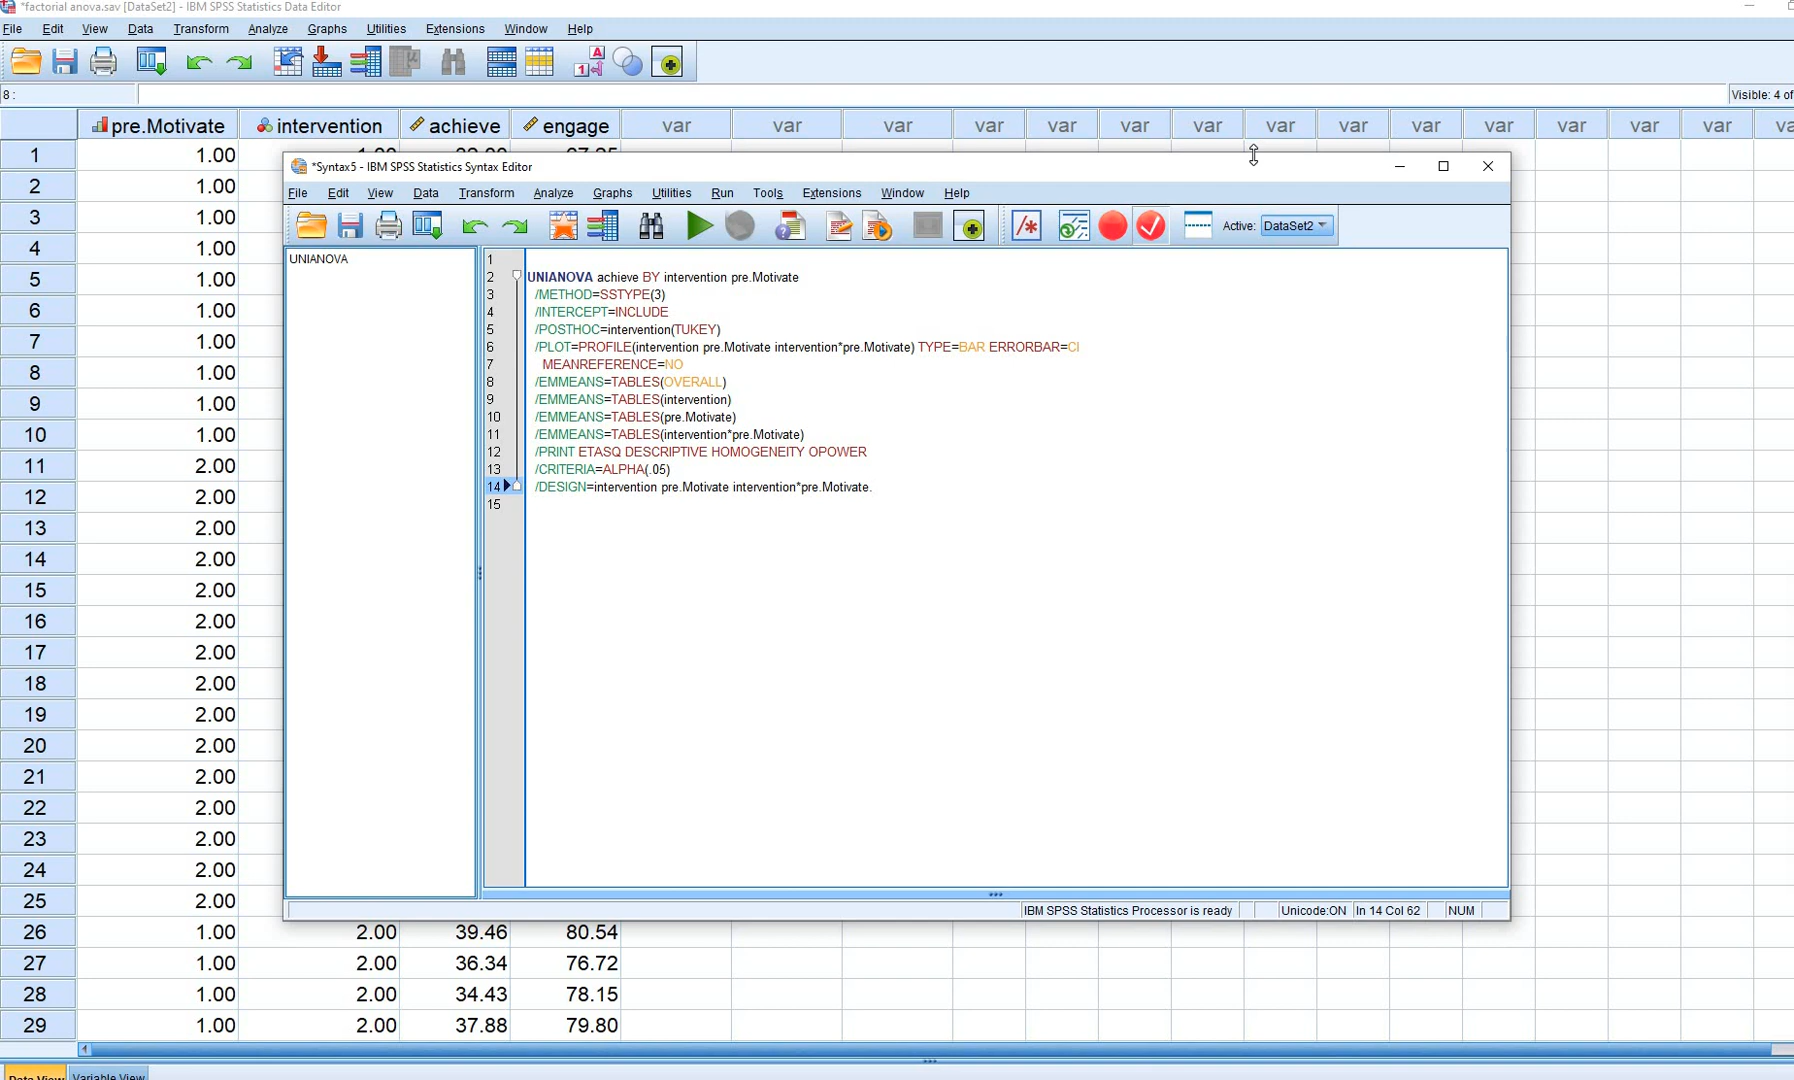 *factorial anova.sav [DataSet2] - IBM SPSS Statistics Data Editor
File Edit View Data Transform Analyze Graphs Utilities Extensions Window Help
8 :
Visible: 4 of
pre.Motivate intervention achieve engage var var var var var var var var var var var var var var var
1 1.00
2 1.00
3 1.00
4 1.00
5 1.00
6 1.00
7 1.00
8 1.00
9 1.00
10 1.00
11 2.00
12 2.00
13 2.00
14 2.00
15 2.00
16 2.00
17 2.00
18 2.00
19 2.00
20 2.00
21 2.00
22 2.00
23 2.00
24 2.00
25 2.00
26 1.00 2.00 39.46 80.54
27 1.00 2.00 36.34 76.72
28 1.00 2.00 34.43 78.15
29 1.00 2.00 37.88 79.80
Data View Variable View
*Syntax5 - IBM SPSS Statistics Syntax Editor
File Edit View Data Transform Analyze Graphs Utilities Run Tools Extensions Window Help
Active: DataSet2
UNIANOVA
1
2 UNIANOVA achieve BY intervention pre.Motivate
3 /METHOD=SSTYPE(3)
4 /INTERCEPT=INCLUDE
5 /POSTHOC=intervention(TUKEY)
6 /PLOT=PROFILE(intervention pre.Motivate intervention*pre.Motivate) TYPE=BAR ERRORBAR=CI
7 MEANREFERENCE=NO
8 /EMMEANS=TABLES(OVERALL)
9 /EMMEANS=TABLES(intervention)
10 /EMMEANS=TABLES(pre.Motivate)
11 /EMMEANS=TABLES(intervention*pre.Motivate)
12 /PRINT ETASQ DESCRIPTIVE HOMOGENEITY OPOWER
13 /CRITERIA=ALPHA(.05)
14 /DESIGN=intervention pre.Motivate intervention*pre.Motivate.
15
IBM SPSS Statistics Processor is ready Unicode:ON In 14 Col 62 NUM